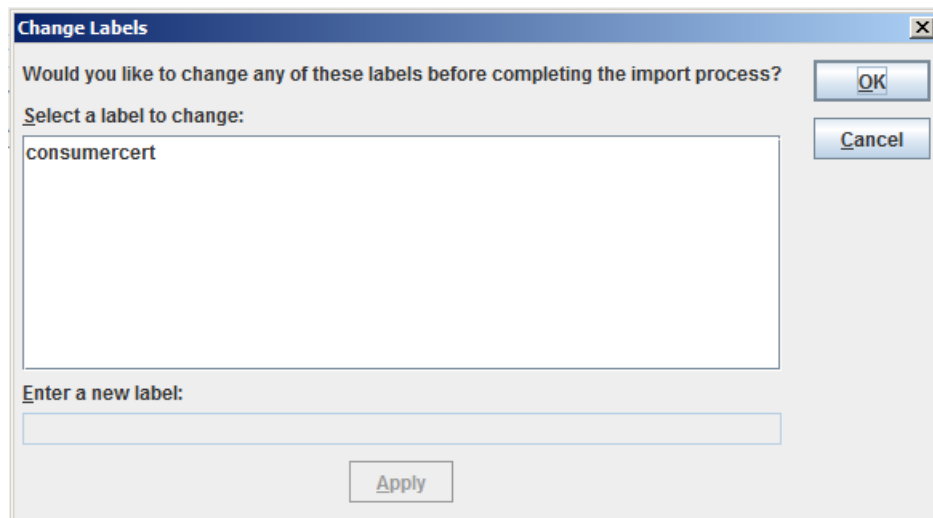 Change Labels
Would you like to change any of these labels before completing the import process?
OK
Select a label to change:
Cancel
consumercert
Enter a new label:
Apply